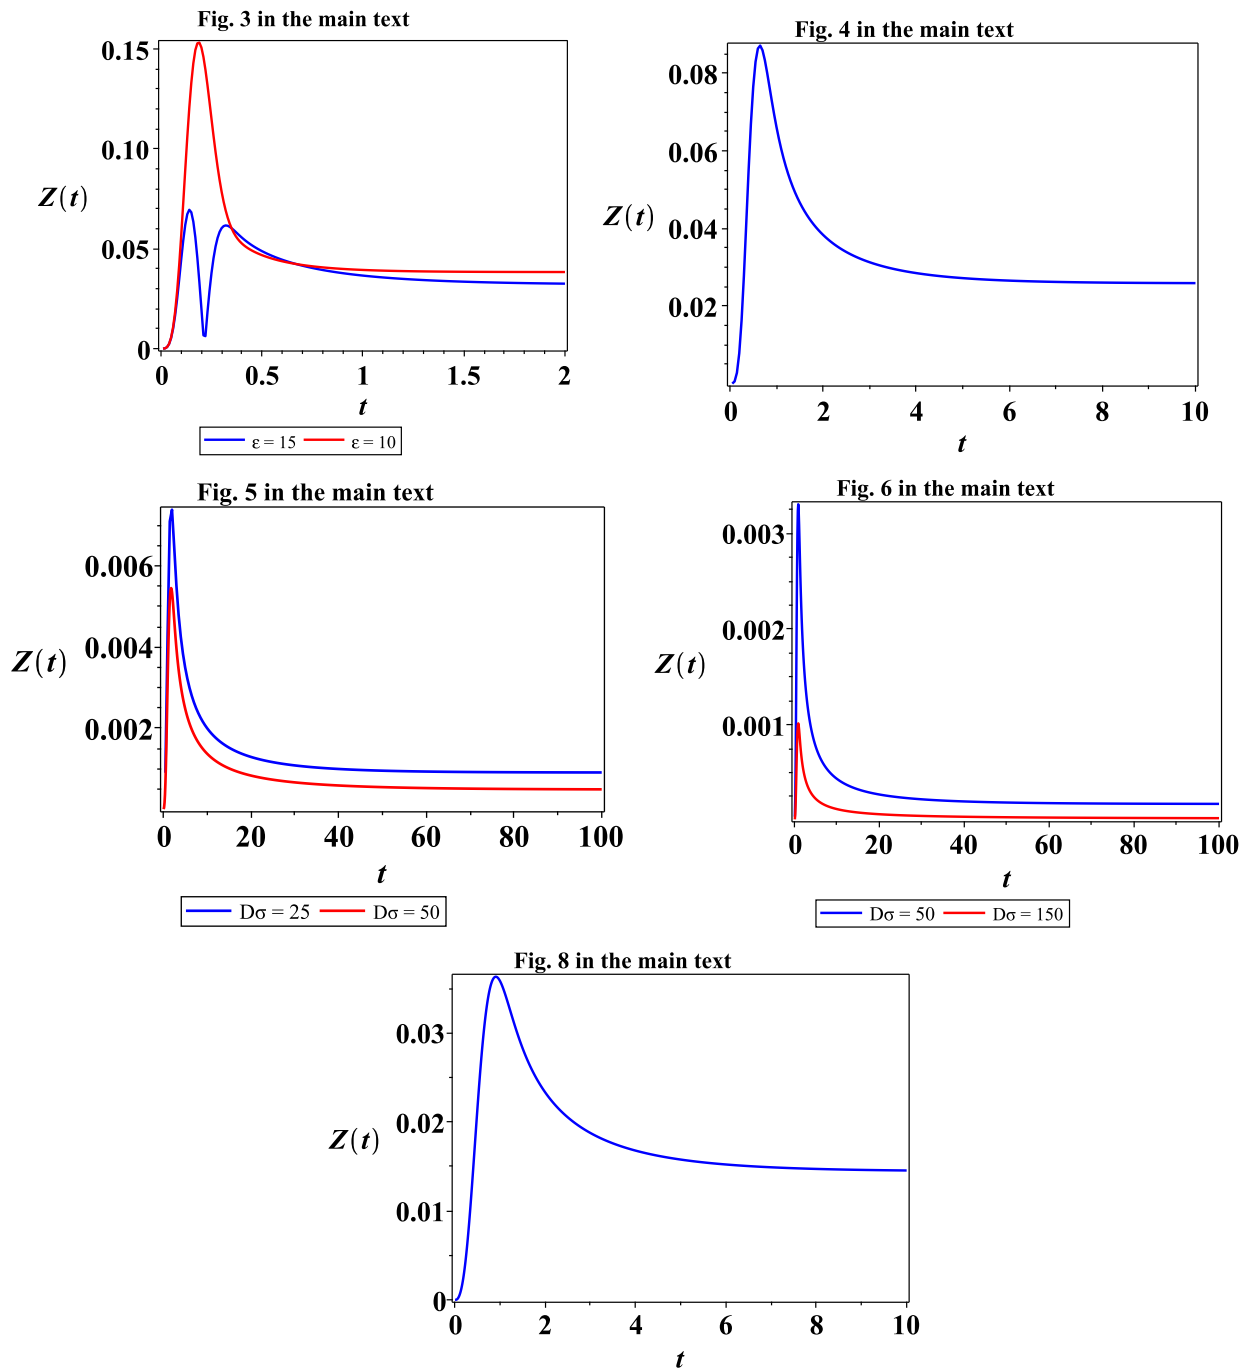 Fig. 3 in the main text
0.15
0.10
Z(t)
0.05
0
0 0.5 1 1.5 2
t
ε = 15 ε = 10
Fig. 4 in the main text
0.08
0.06
Z(t)
0.04
0.02
0 2 4 6 8 10
t
Fig. 5 in the main text
0.006
0.004
Z(t)
0.002
0 20 40 60 80 100
t
Dσ = 25 Dσ = 50
Fig. 6 in the main text
0.003
0.002
Z(t)
0.001
0 20 40 60 80 100
t
Dσ = 50 Dσ = 150
Fig. 8 in the main text
0.03
0.02
Z(t)
0.01
0
0 2 4 6 8 10
t